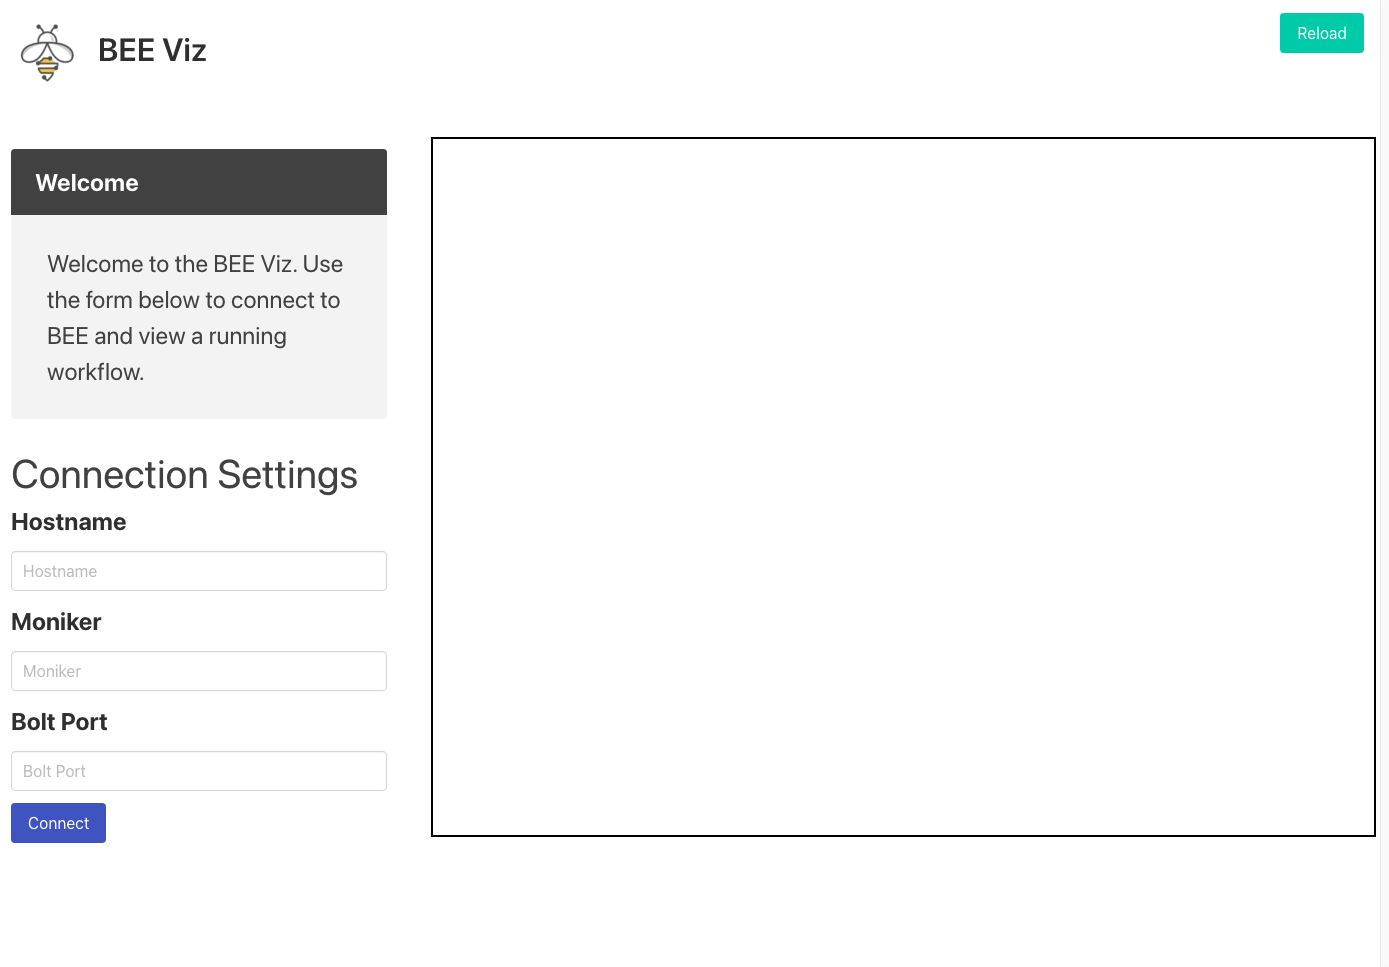 BEE Viz
Reload
Welcome
Welcome to the BEE Viz. Use
the form below to connect to
BEE and view a running
workflow.
Connection Settings
Hostname
Hostname
Moniker
Moniker
Bolt Port
Bolt Port
Connect